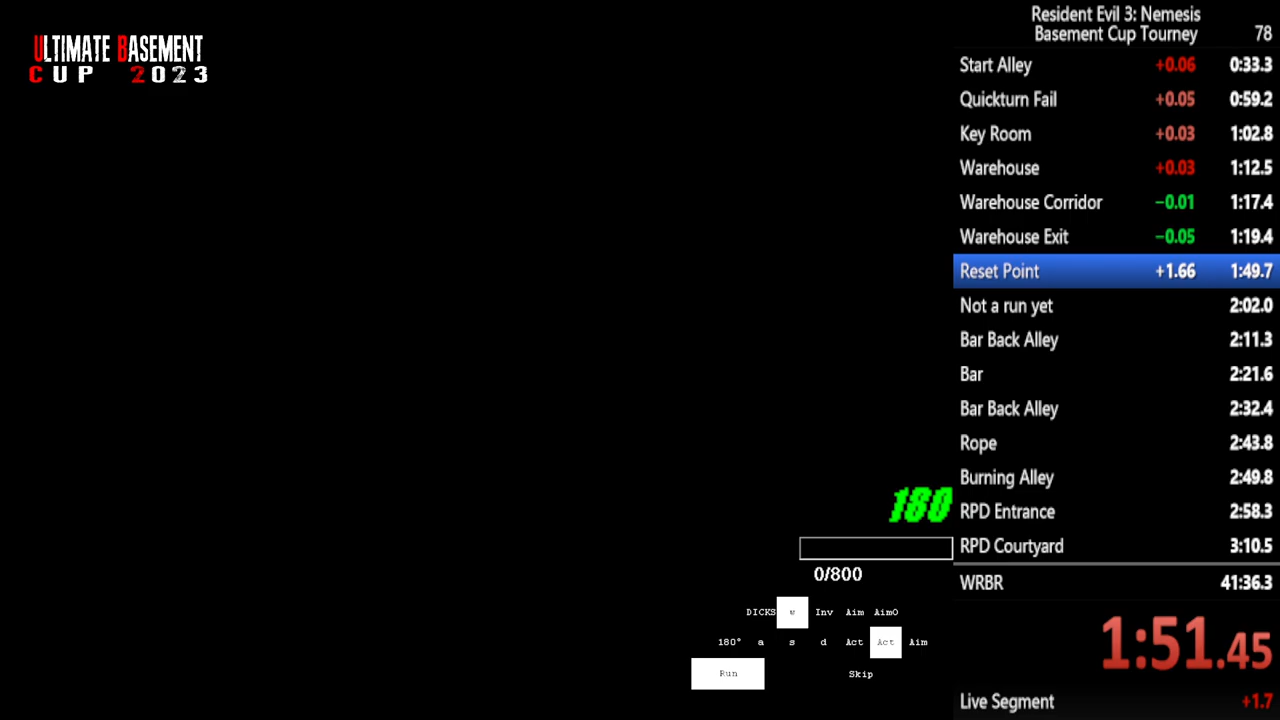 ULTIMATE BASEMENT
CUP 2023
Resident Evil 3: Nemesis
Basement Cup Tourney 78
Start Alley +0.06 0:33.3
Quickturn Fail +0.05 0:59.2
Key Room +0.03 1:02.8
Warehouse +0.03 1:12.5
Warehouse Corridor −0.01 1:17.4
Warehouse Exit −0.05 1:19.4
Reset Point +1.66 1:49.7
Not a run yet 2:02.0
Bar Back Alley 2:11.3
Bar 2:21.6
Bar Back Alley 2:32.4
Rope 2:43.8
Burning Alley 2:49.8
RPD Entrance 2:58.3
RPD Courtyard 3:10.5
WRBR 41:36.3
1:51.45
Live Segment +1.7
180
0/800
DICKS w Inv Aim AimO
180° a s d Act Act Aim
Run Skip